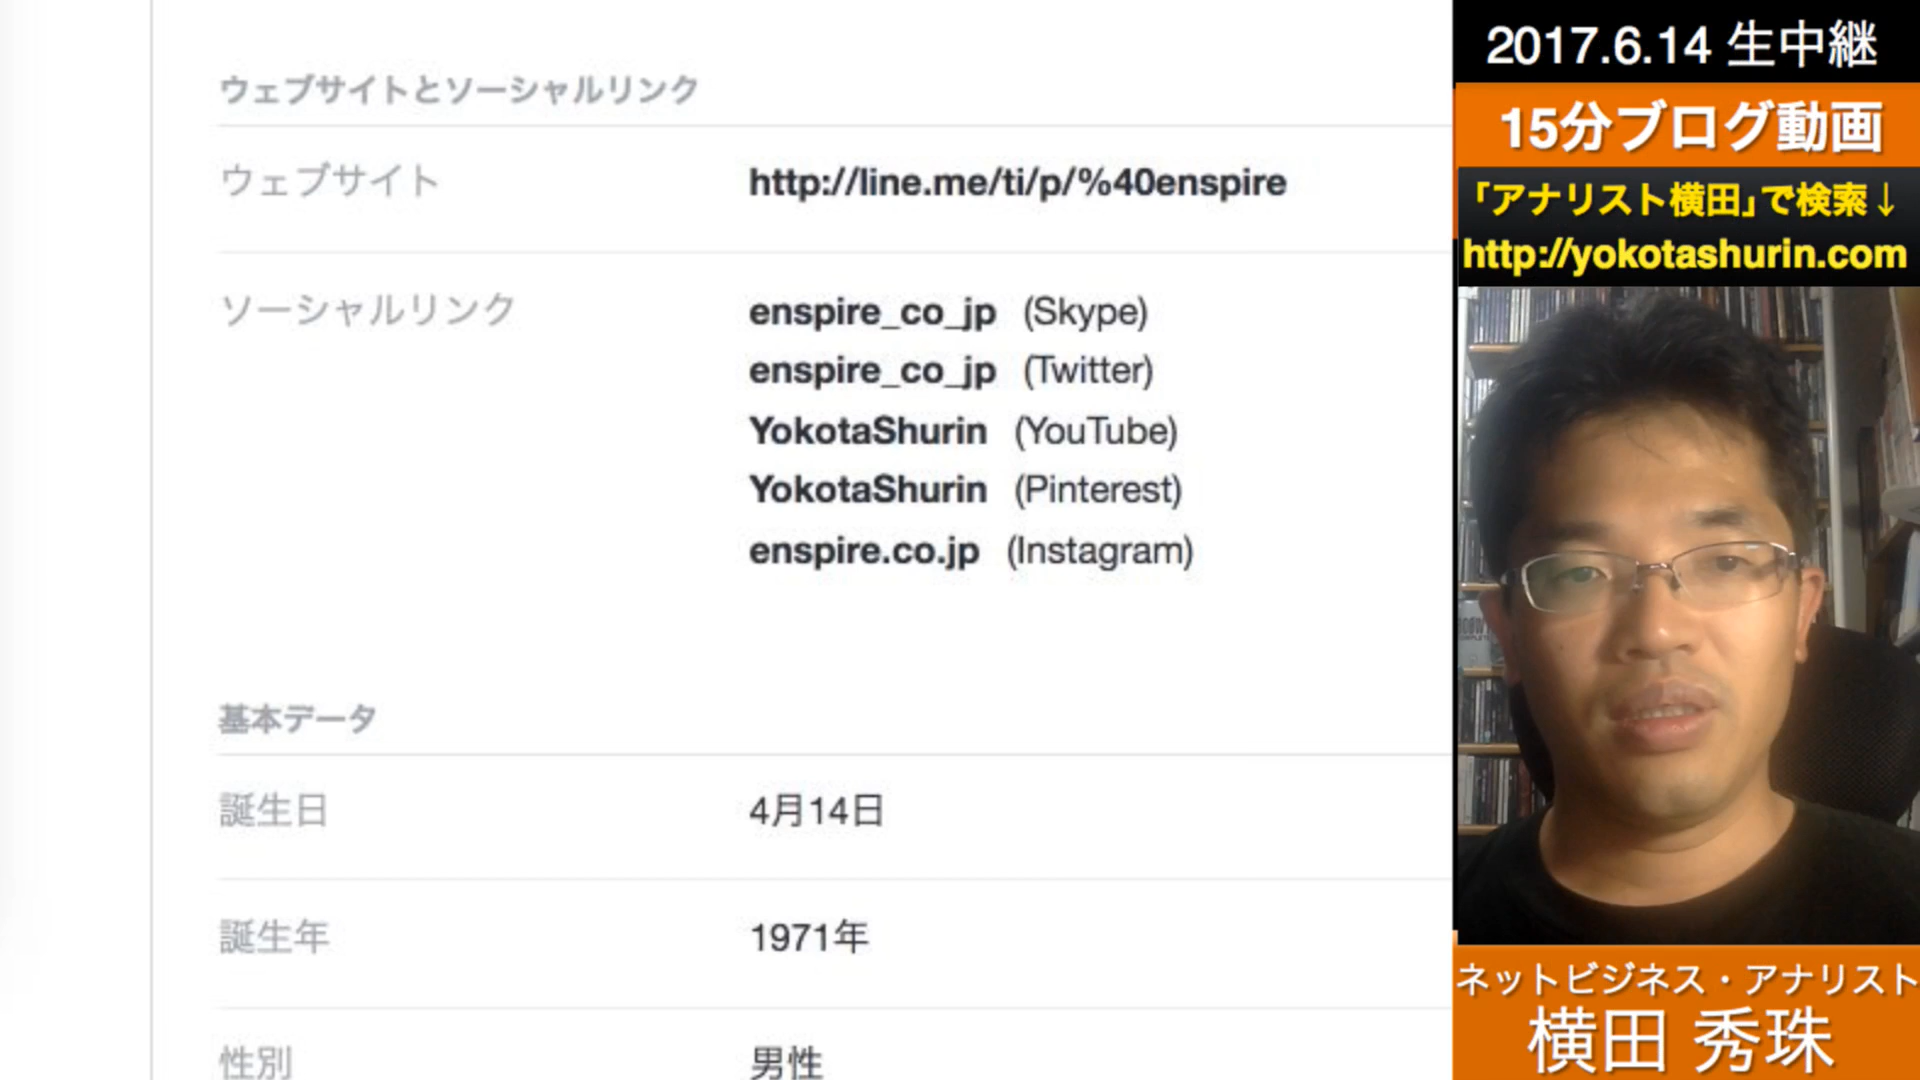 ウェブサイトとソーシャルリンク
ウェブサイト
http://line.me/ti/p/%40enspire
ソーシャルリンク
enspire_co_jp (Skype)
enspire_co_jp (Twitter)
YokotaShurin (YouTube)
YokotaShurin (Pinterest)
enspire.co.jp (Instagram)
基本データ
誕生日
4月14日
誕生年
1971年
性別
男性
2017.6.14 生中継
15分ブログ動画
「アナリスト横田」で検索↓
http://yokotashurin.com
ネットビジネス・アナリスト
横田 秀珠